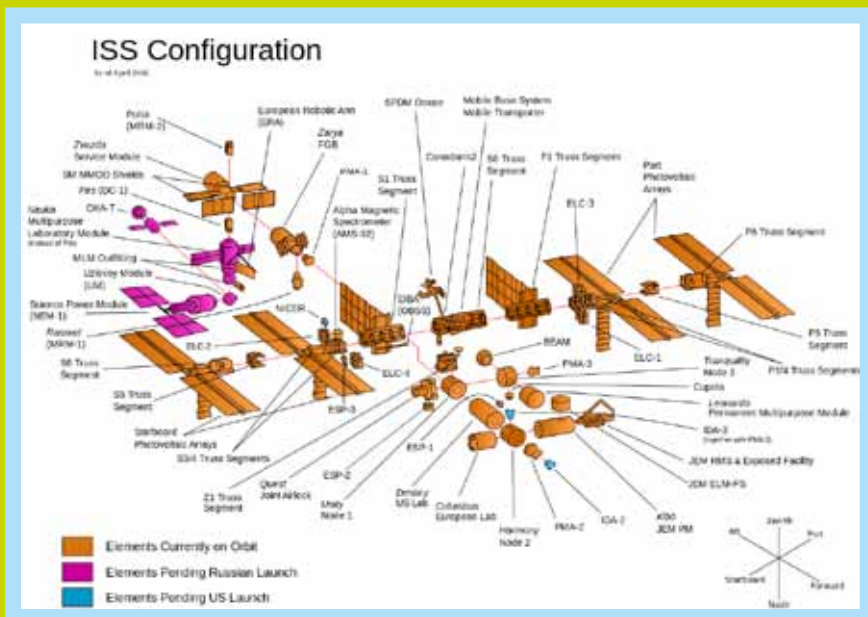 ISS Configuration
Poisk
(MRM-2)
Zvezda
Service Module
SM MMOD Shields
Pirs (DC-1)
Nauka
Multipurpose
Laboratory Module
MLM Outfitting
Uzlovoy Module
(UM)
Science Power Module
(NEM-1)
Rassvet
(MRM-1)
S6 Truss
Segment
S5 Truss
Segment
Starboard
Photovoltaic Arrays
S3/4 Truss Segments
Z1 Truss
Segment
Quest
Joint Airlock
ESP-2
Unity
Node 1
ESP-1
Destiny
US Lab
Columbus
European Lab
Harmony
Node 2
PMA-2
IDA-2
Kibo
JEM PM
European Robotic Arm
(ERA)
Zarya
FGB
PMA-1
Alpha Magnetic
Spectrometer
(AMS-02)
S1 Truss
Segment
NICER
ELC-2
ELC-4
ESP-3
SPDM Dextre
Canadarm2
Mobile Base System
Mobile Transporter
S0 Truss
Segment
P1 Truss Segment
ELC-3
Port
Photovoltaic
Arrays
P6 Truss Segment
P5 Truss
Segment
P3/4 Truss Segments
ELC-1
BEAM
PMA-3
Tranquility
Node 3
Cupola
Leonardo
Permanent Multipurpose Module
IDA-3
JEM RMS & Exposed Facility
JEM ELM-PS
Elements Currently on Orbit
Elements Pending Russian Launch
Elements Pending US Launch
Zenith
Aft
Port
Starboard
Forward
Nadir